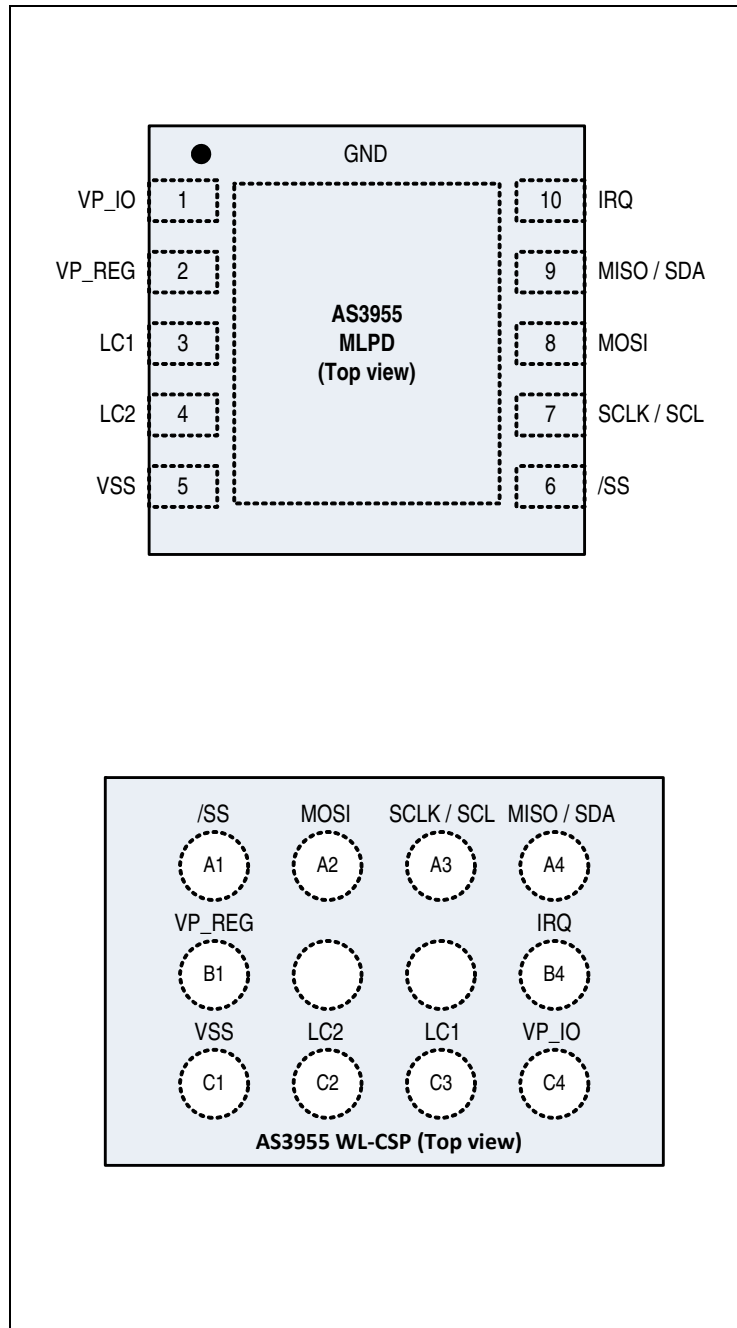 GND
VP_IO 1 10 IRQ
VP_REG 2 9 MISO / SDA
AS3955
MLPD
(Top view)
LC1 3 8 MOSI
LC2 4 7 SCLK / SCL
VSS 5 6 /SS
/SS MOSI SCLK / SCL MISO / SDA
A1 A2 A3 A4
VP_REG IRQ
B1 B4
VSS LC2 LC1 VP_IO
C1 C2 C3 C4
AS3955 WL-CSP (Top view)